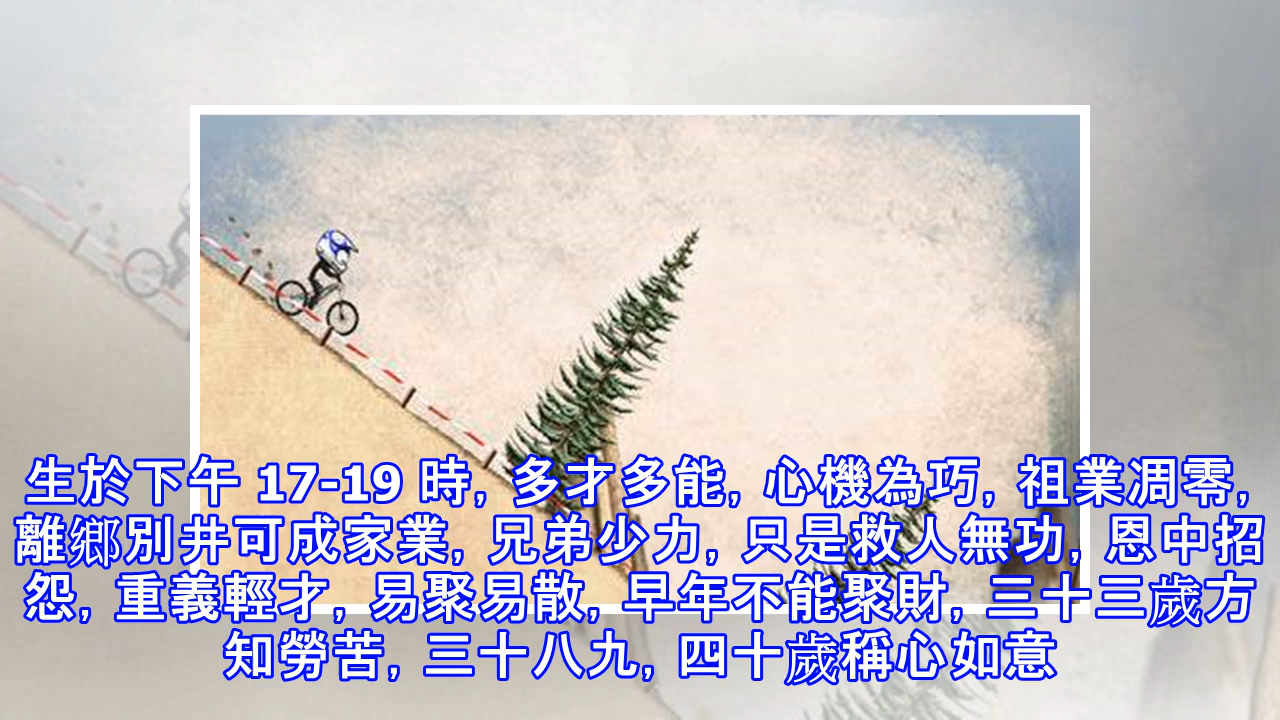 生於下午 17-19 時, 多才多能, 心機為巧, 祖業凋零,
離鄉別井可成家業, 兄弟少力, 只是救人無功, 恩中招
怨, 重義輕才, 易聚易散, 早年不能聚財, 三十三歲方
知勞苦, 三十八九, 四十歲稱心如意